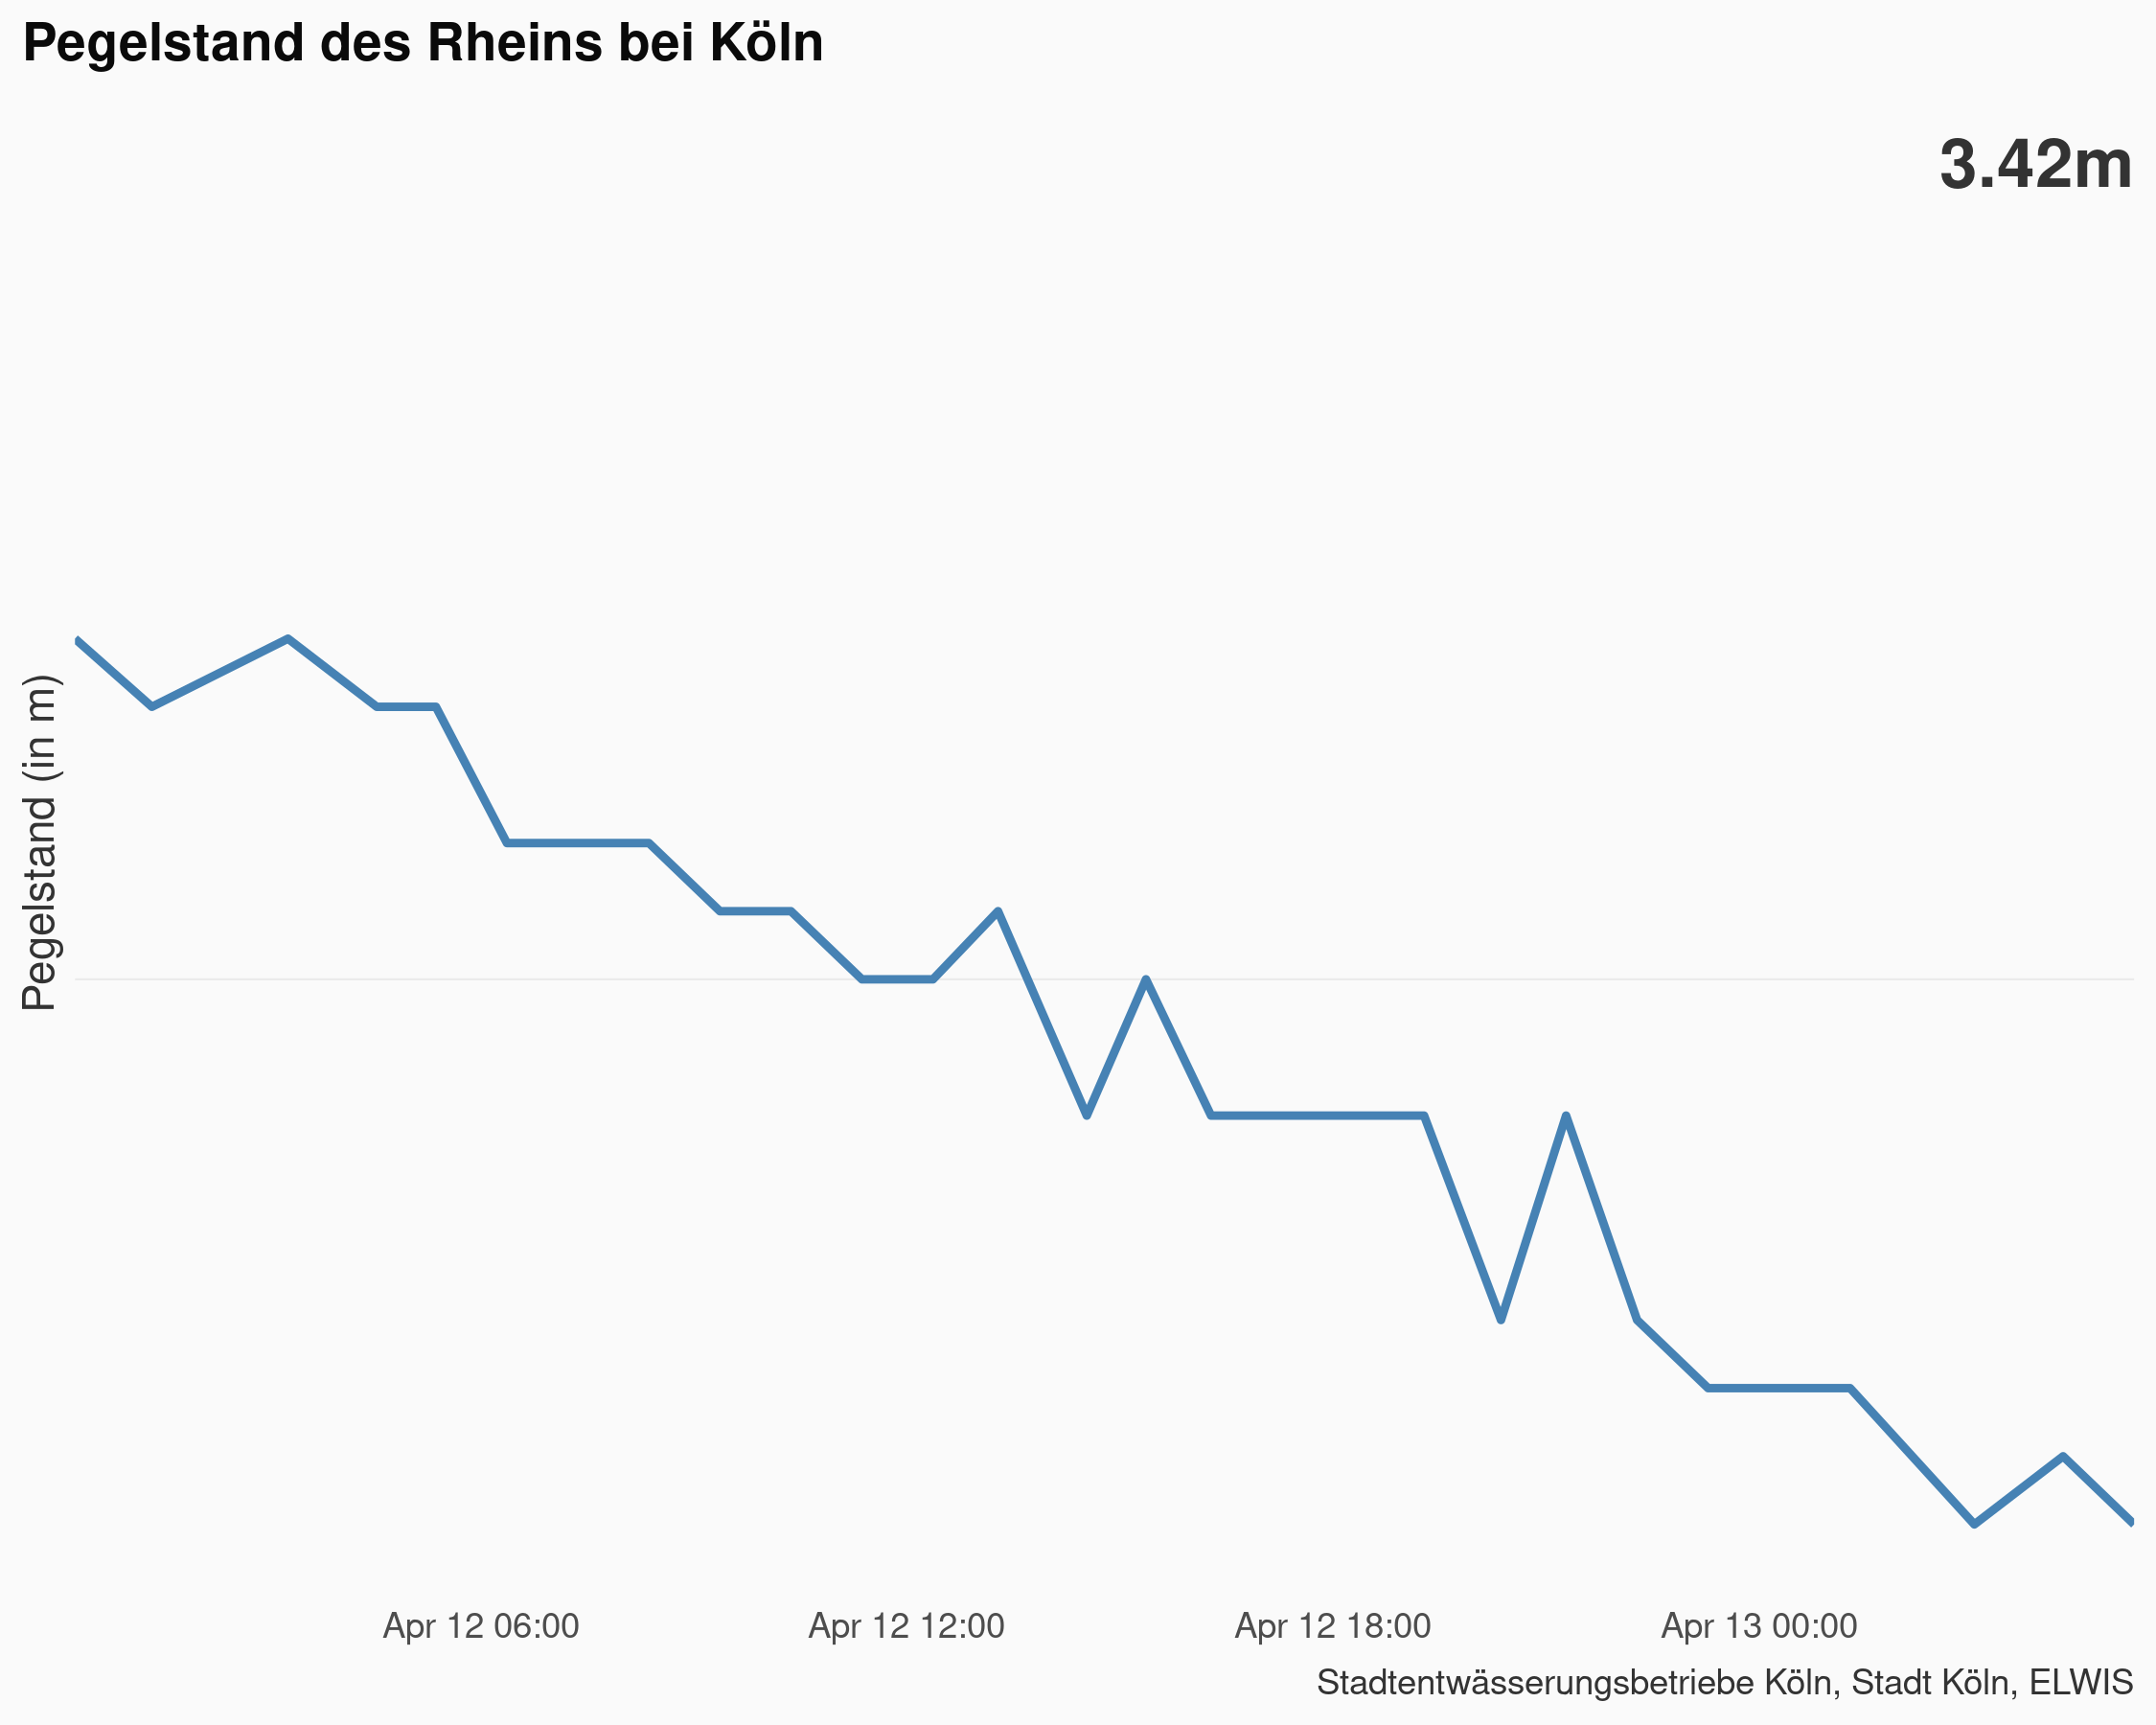 Pegelstand des Rheins bei Köln
3.42m
Pegelstand (in m)
Apr 12 06:00 Apr 12 12:00 Apr 12 18:00 Apr 13 00:00
Stadtentwässerungsbetriebe Köln, Stadt Köln, ELWIS